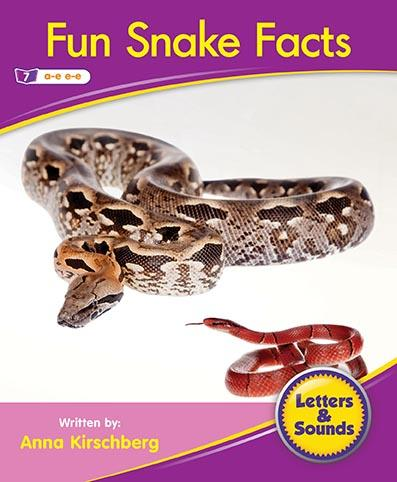 Fun Snake Facts
7 a-e e-e
Letters
&
Sounds
Written by:
Anna Kirschberg